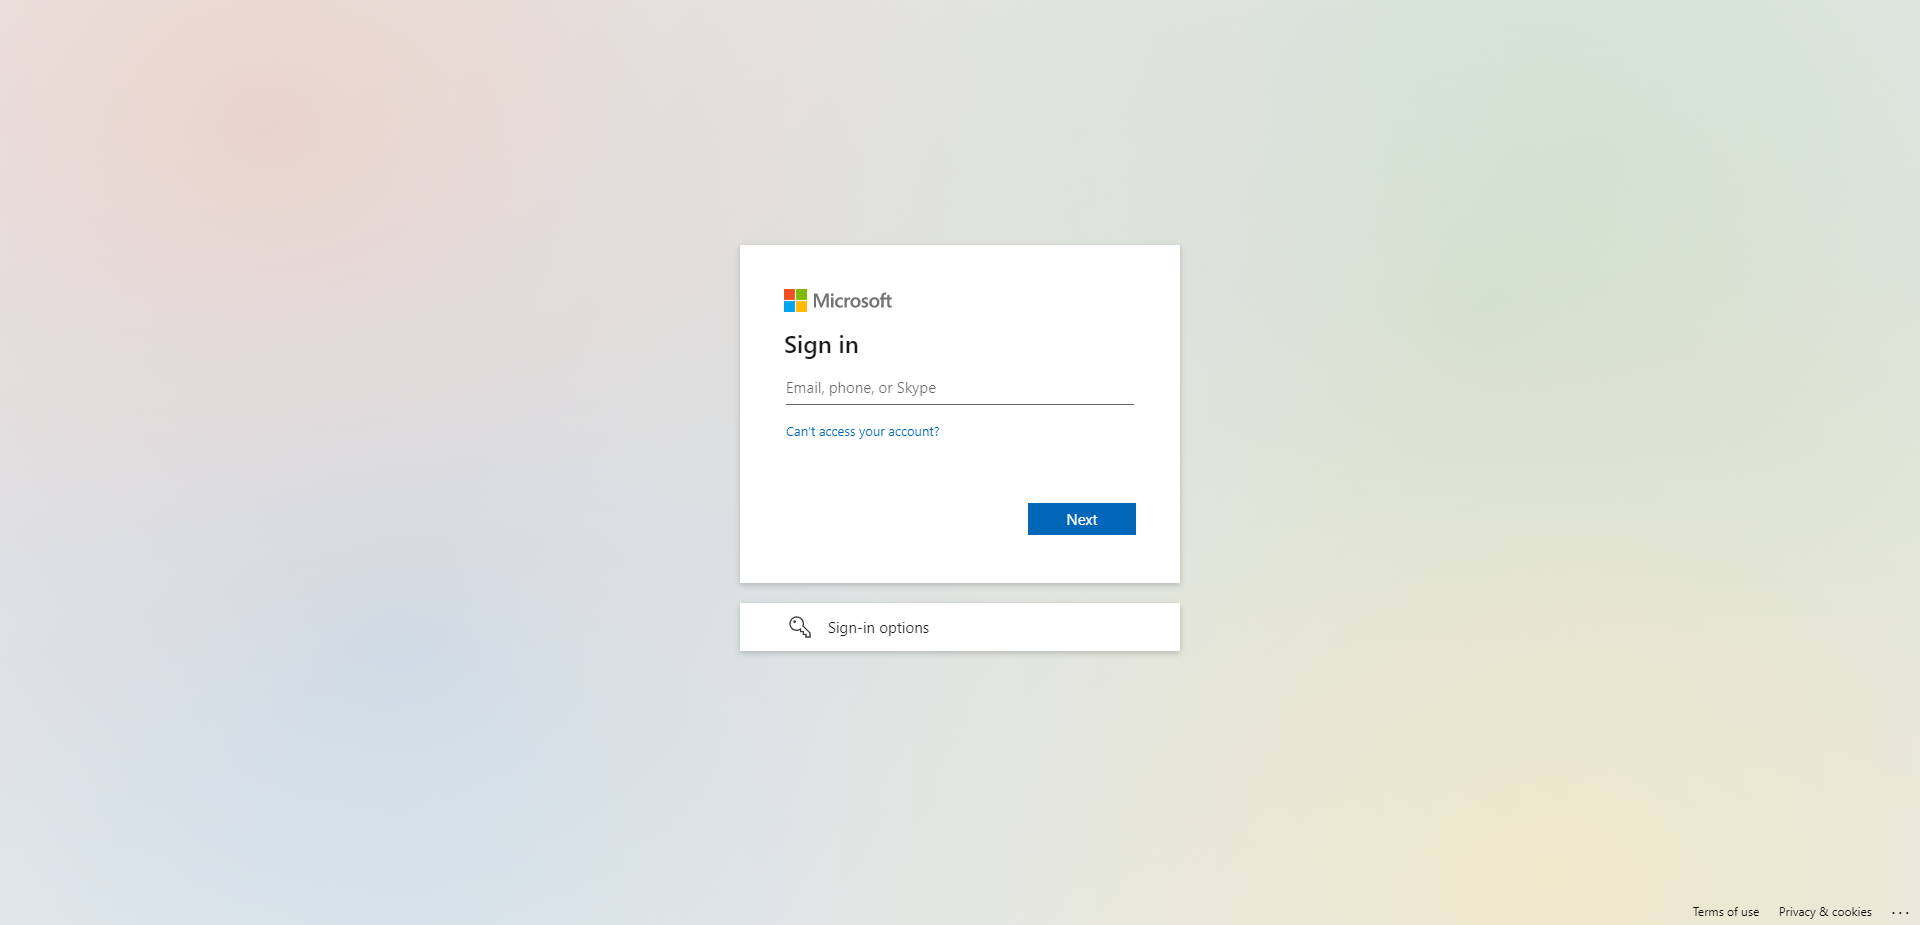 Microsoft
Sign in
Email, phone, or Skype
Can't access your account?
Next
Sign-in options
Terms of use
Privacy & cookies
...